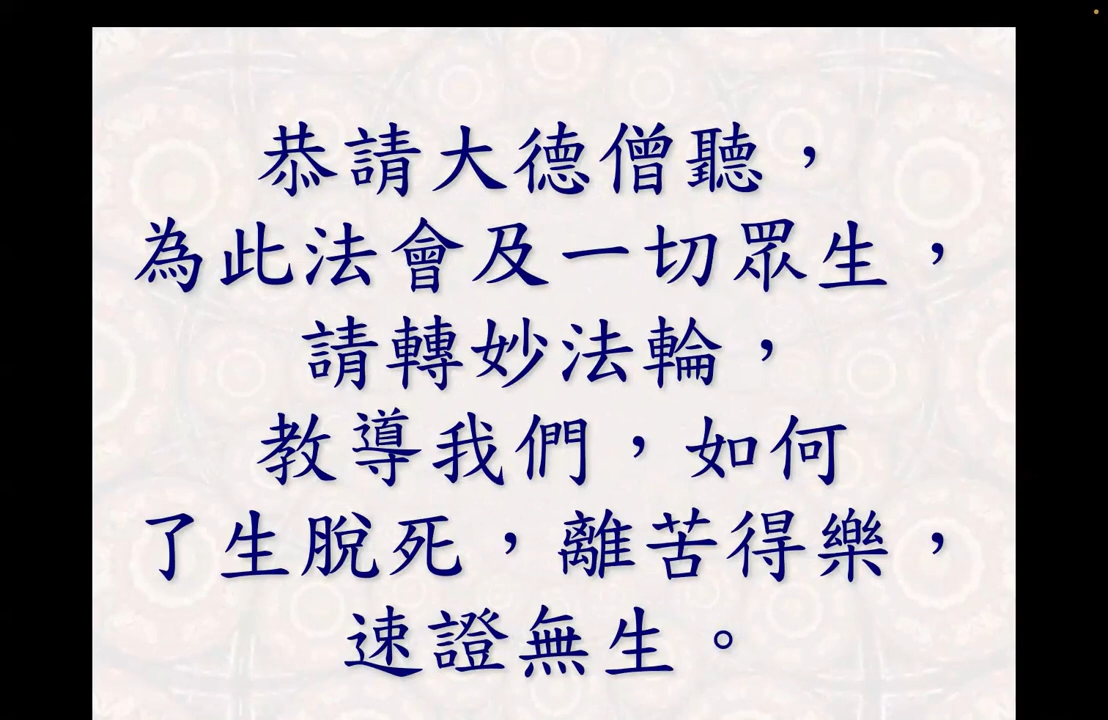 恭請大德僧聽，
為此法會及一切眾生，
請轉妙法輪，
教導我們，如何
了生脫死，離苦得樂，
速證無生。